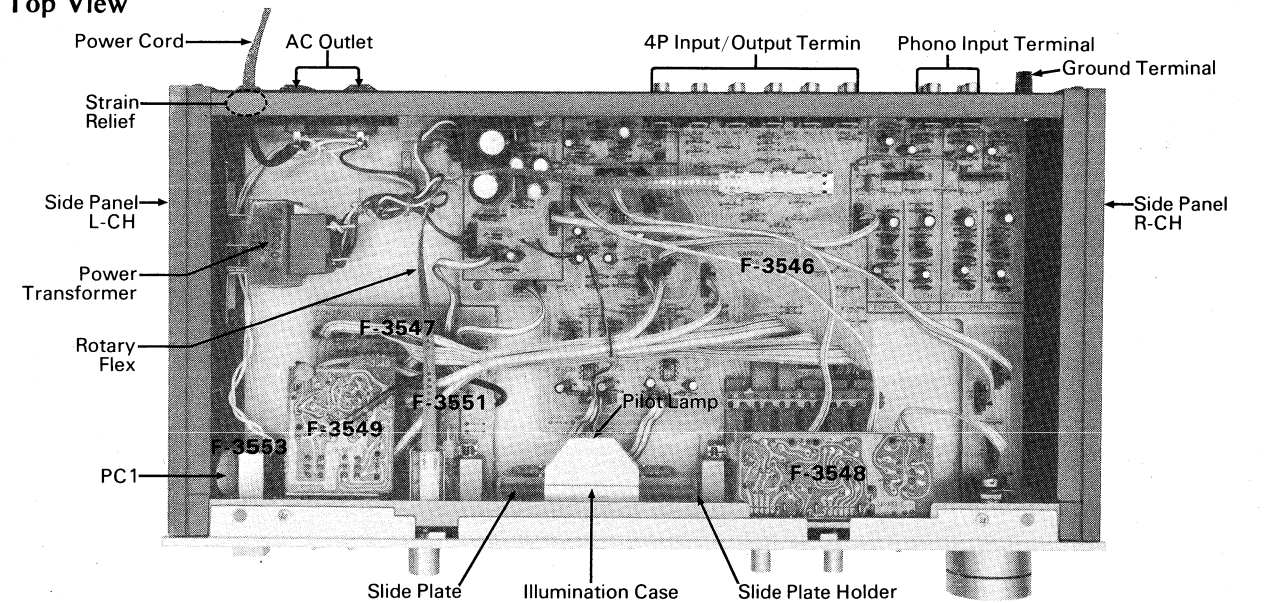 Top View
Power Cord
AC Outlet
4P Input/Output Termin
Phono Input Terminal
Ground Terminal
Strain
Relief
Side Panel
L-CH
Side Panel
R-CH
Power
Transformer
F-3546
F-3547
Rotary
Flex
F-3551
Pilot Lamp
F-3549
F-3553
PC1
F-3548
Slide Plate
Illumination Case
Slide Plate Holder